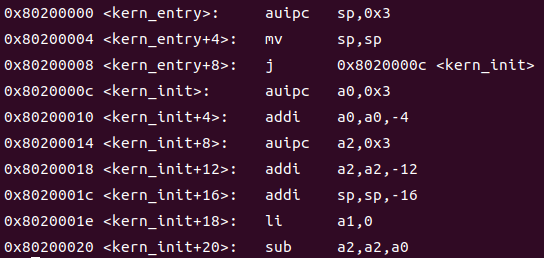 0x80200000 <kern_entry>: auipc sp,0x3
0x80200004 <kern_entry+4>: mv sp,sp
0x80200008 <kern_entry+8>: j 0x8020000c <kern_init>
0x8020000c <kern_init>: auipc a0,0x3
0x80200010 <kern_init+4>: addi a0,a0,-4
0x80200014 <kern_init+8>: auipc a2,0x3
0x80200018 <kern_init+12>: addi a2,a2,-12
0x8020001c <kern_init+16>: addi sp,sp,-16
0x8020001e <kern_init+18>: li a1,0
0x80200020 <kern_init+20>: sub a2,a2,a0